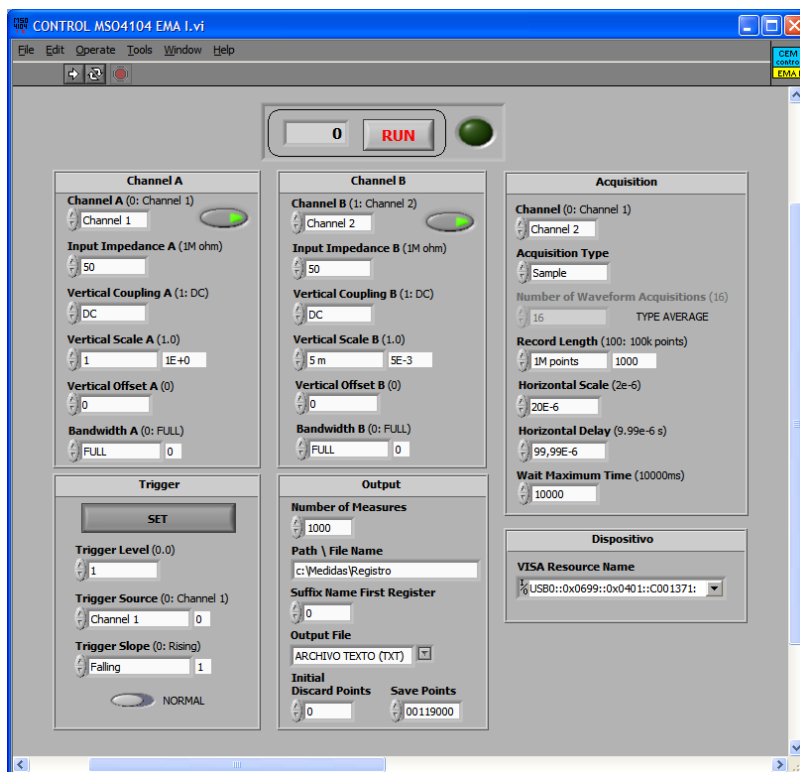 MSO
4104
CONTROL MSO4104 EMA I.vi
File Edit Operate Tools Window Help
CEM
control
EMA I
0 RUN
Channel A
Channel A (0: Channel 1)
Channel 1
Input Impedance A (1M ohm)
50
Vertical Coupling A (1: DC)
DC
Vertical Scale A (1.0)
1 1E+0
Vertical Offset A (0)
0
Bandwidth A (0: FULL)
FULL 0
Channel B
Channel B (1: Channel 2)
Channel 2
Input Impedance B (1M ohm)
50
Vertical Coupling B (1: DC)
DC
Vertical Scale B (1.0)
5 m 5E-3
Vertical Offset B (0)
0
Bandwidth B (0: FULL)
FULL 0
Acquisition
Channel (0: Channel 1)
Channel 2
Acquisition Type
Sample
Number of Waveform Acquisitions (16)
16 TYPE AVERAGE
Record Length (100: 100k points)
1M points 1000
Horizontal Scale (2e-6)
20E-6
Horizontal Delay (9.99e-6 s)
99,99E-6
Wait Maximum Time (10000ms)
10000
Trigger
SET
Trigger Level (0.0)
1
Trigger Source (0: Channel 1)
Channel 1 0
Trigger Slope (0: Rising)
Falling 1
NORMAL
Output
Number of Measures
1000
Path \ File Name
c:\Medidas\Registro
Suffix Name First Register
0
Output File
ARCHIVO TEXTO (TXT)
Initial
Discard Points Save Points
0 00119000
Dispositivo
VISA Resource Name
USB0::0x0699::0x0401::C001371: